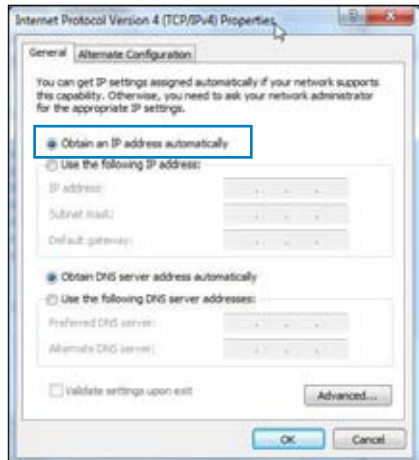 Internet Protocol Version 4 (TCP/IPv4) Properties
General Alternate Configuration
You can get IP settings assigned automatically if your network supports
this capability. Otherwise, you need to ask your network administrator
for the appropriate IP settings.
Obtain an IP address automatically
Use the following IP address:
IP address:
Subnet mask:
Default gateway:
Obtain DNS server address automatically
Use the following DNS server addresses:
Preferred DNS server:
Alternate DNS server:
Validate settings upon exit
Advanced...
OK Cancel